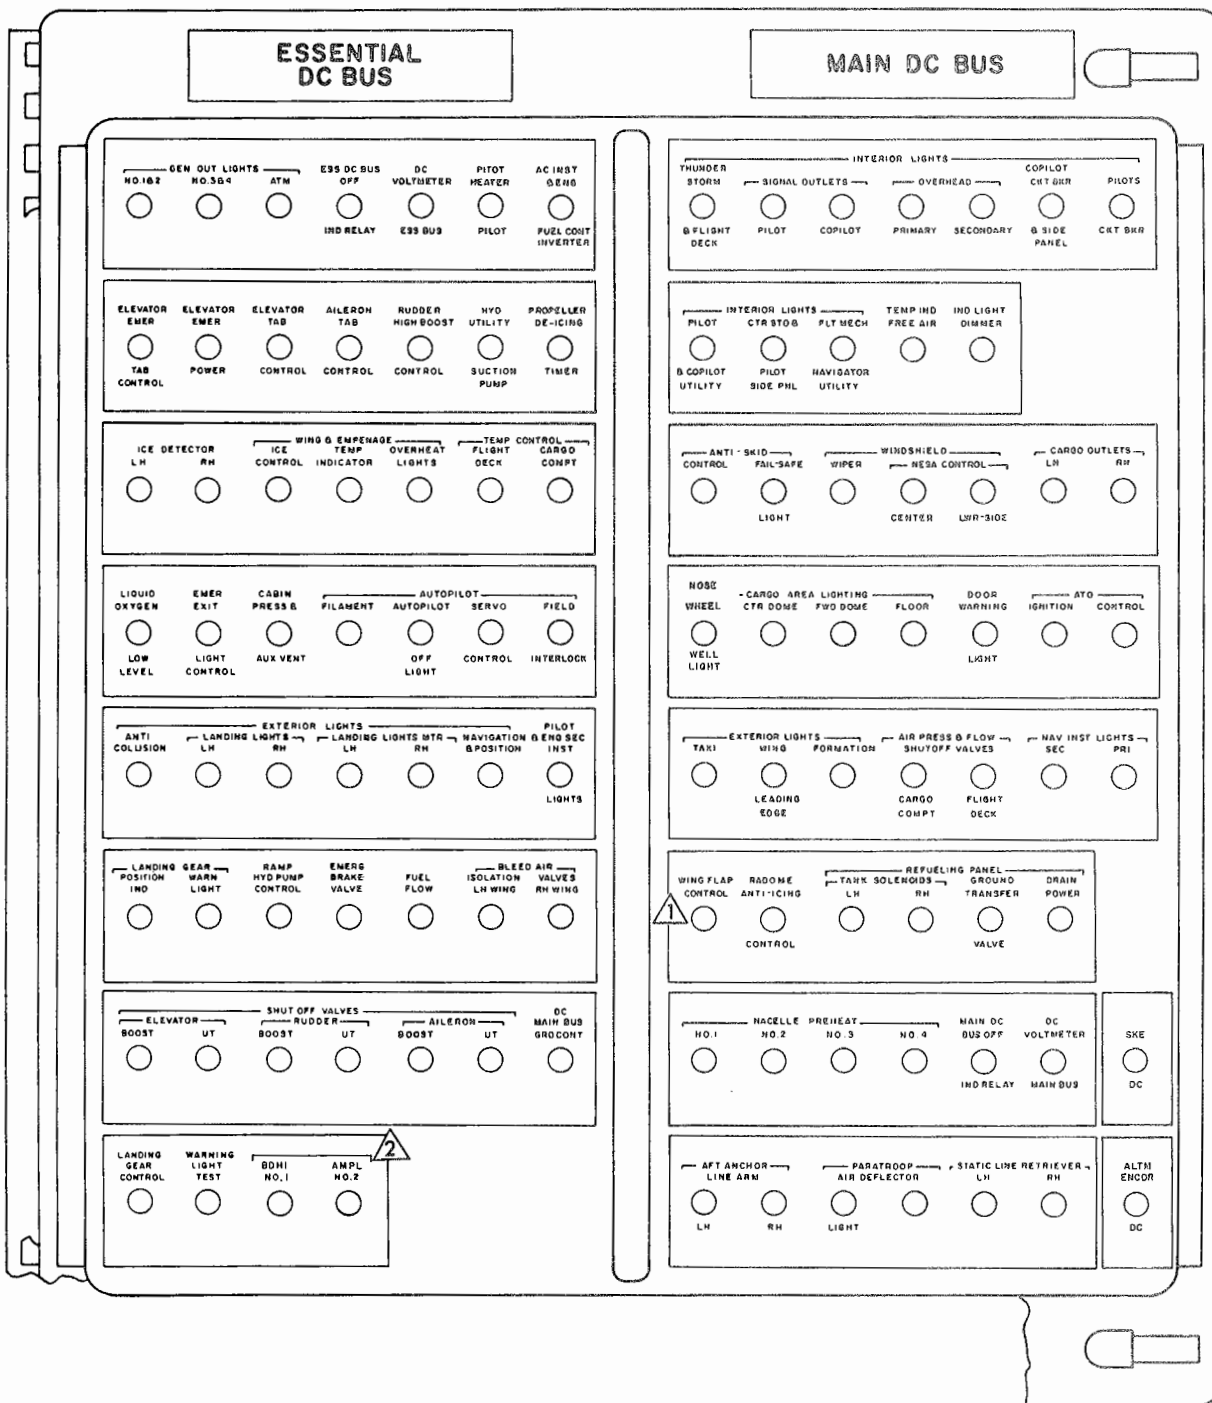 ESSENTIAL
DC BUS
MAIN DC BUS
GEN OUT LIGHTS
NO.1&2 NO.3&4 ATM
ESS DC BUS
OFF
IND RELAY
DC
VOLTMETER
ESS BUS
PITOT
HEATER
PILOT
AC INST
&ENG
FUEL CONT
INVERTER
ELEVATOR
EMER
TAB
CONTROL
ELEVATOR
EMER
POWER
ELEVATOR
TAB
CONTROL
AILERON
TAB
CONTROL
RUDDER
HIGH BOOST
CONTROL
HYD
UTILITY
SUCTION
PUMP
PROPELLER
DE-ICING
TIMER
ICE DETECTOR
LH RH
WING & EMPENAGE
ICE
CONTROL
TEMP
INDICATOR
OVERHEAT
LIGHTS
TEMP CONTROL
FLIGHT
DECK
CARGO
COMPT
LIQUID
OXYGEN
LOW
LEVEL
EMER
EXIT
LIGHT
CONTROL
CABIN
PRESS &
AUX VENT
AUTOPILOT
FILAMENT
AUTOPILOT
OFF
LIGHT
SERVO
CONTROL
FIELD
INTERLOCK
EXTERIOR LIGHTS
ANTI
COLLISION
LANDING LIGHTS
LH RH
LANDING LIGHTS MTR
LH RH
NAVIGATION
&POSITION
PILOT
& ENG SEC
INST
LIGHTS
LANDING GEAR
POSITION
IND
WARN
LIGHT
RAMP
HYD PUMP
CONTROL
EMERG
BRAKE
VALVE
FUEL
FLOW
BLEED AIR
ISOLATION
LH WING
VALVES
RH WING
SHUT OFF VALVES
ELEVATOR
BOOST UT
RUDDER
BOOST UT
AILERON
BOOST UT
DC
MAIN BUS
GRD CONT
LANDING
GEAR
CONTROL
WARNING
LIGHT
TEST
BDHI
NO.1
AMPL
NO.2
2
INTERIOR LIGHTS
THUNDER
STORM
& FLIGHT
DECK
SIGNAL OUTLETS
PILOT COPILOT
OVERHEAD
PRIMARY SECONDARY
COPILOT
CKT BKR
& SIDE
PANEL
PILOTS
CKT BKR
INTERIOR LIGHTS
PILOT
& COPILOT
UTILITY
CTR STD &
PILOT
SIDE PNL
FLT MECH
NAVIGATOR
UTILITY
TEMP IND
FREE AIR
IND LIGHT
DIMMER
ANTI-SKID
CONTROL
FAIL-SAFE
LIGHT
WINDSHIELD
WIPER
NESA CONTROL
CENTER LWR-SIDE
CARGO OUTLETS
LH RH
NOSE
WHEEL
WELL
LIGHT
CARGO AREA LIGHTING
CTR DOME FWD DOME FLOOR
DOOR
WARNING
LIGHT
ATO
IGNITION CONTROL
EXTERIOR LIGHTS
TAXI
WING
LEADING
EDGE
FORMATION
AIR PRESS & FLOW
SHUTOFF VALVES
CARGO
COMPT
FLIGHT
DECK
NAV INST LIGHTS
SEC PRI
1
WING FLAP
CONTROL
RADOME
ANTI-ICING
CONTROL
REFUELING PANEL
TANK SOLENOIDS
LH RH
GROUND
TRANSFER
VALVE
DRAIN
POWER
NACELLE PREHEAT
NO.1 NO.2 NO.3 NO.4
MAIN DC
BUS OFF
IND RELAY
DC
VOLTMETER
MAIN BUS
SKE
DC
AFT ANCHOR
LINE ARM
LH RH
PARATROOP
AIR DEFLECTOR
LIGHT
STATIC LINE RETRIEVER
LH RH
ALTM
ENCDR
DC